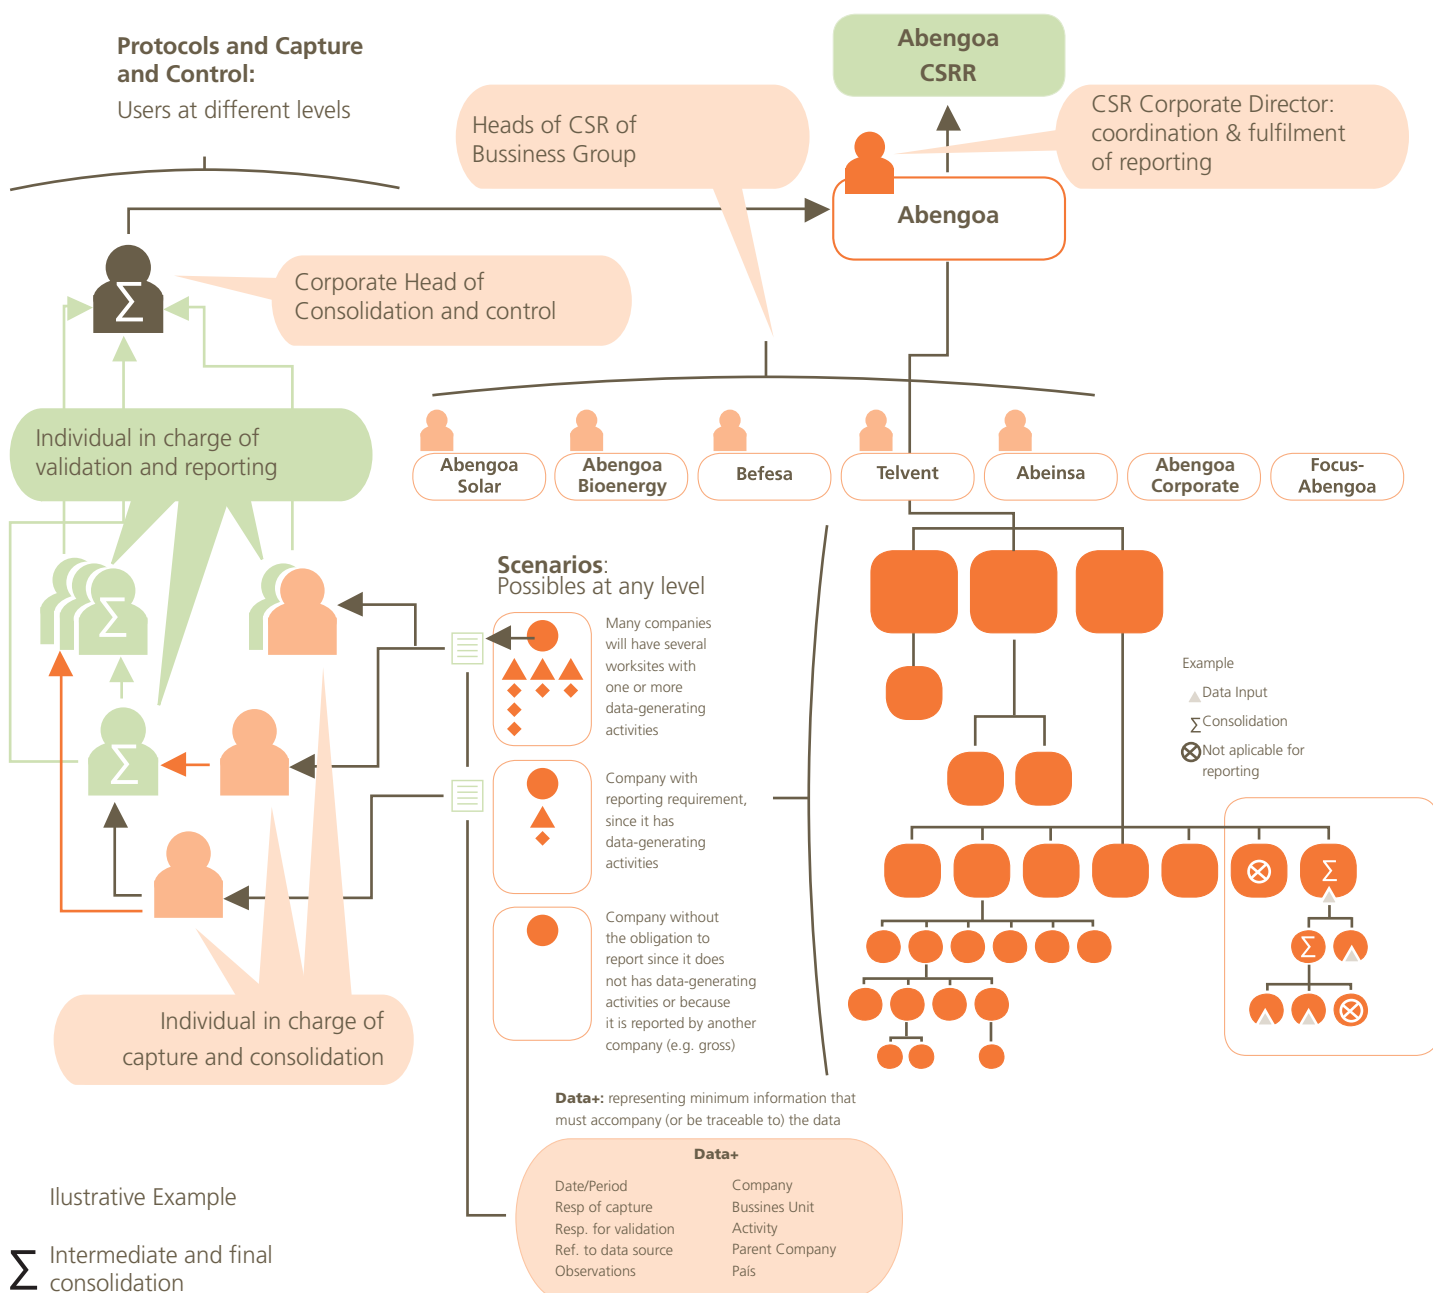 Protocols and Capture
and Control:
Users at different levels
Abengoa
CSRR
Heads of CSR of
Bussiness Group
CSR Corporate Director:
coordination & fulfilment
of reporting
Abengoa
Σ
Corporate Head of
Consolidation and control
Individual in charge of
validation and reporting
Abengoa
Solar
Abengoa
Bioenergy
Befesa
Telvent
Abeinsa
Abengoa
Corporate
Focus-
Abengoa
Scenarios:
Possibles at any level
Σ
Many companies
will have several
worksites with
one or more
data-generating
activities
Example
Data Input
Σ Consolidation
Not aplicable for
reporting
Σ
Company with
reporting requirement,
since it has
data-generating
activities
Σ
Company without
the obligation to
report since it does
not has data-generating
activities or because
it is reported by another
company (e.g. gross)
Σ
Individual in charge of
capture and consolidation
Data+: representing minimum information that
must accompany (or be traceable to) the data
Data+
Date/Period
Resp of capture
Resp. for validation
Ref. to data source
Observations
Company
Bussines Unit
Activity
Parent Company
País
Ilustrative Example
Σ Intermediate and final
consolidation